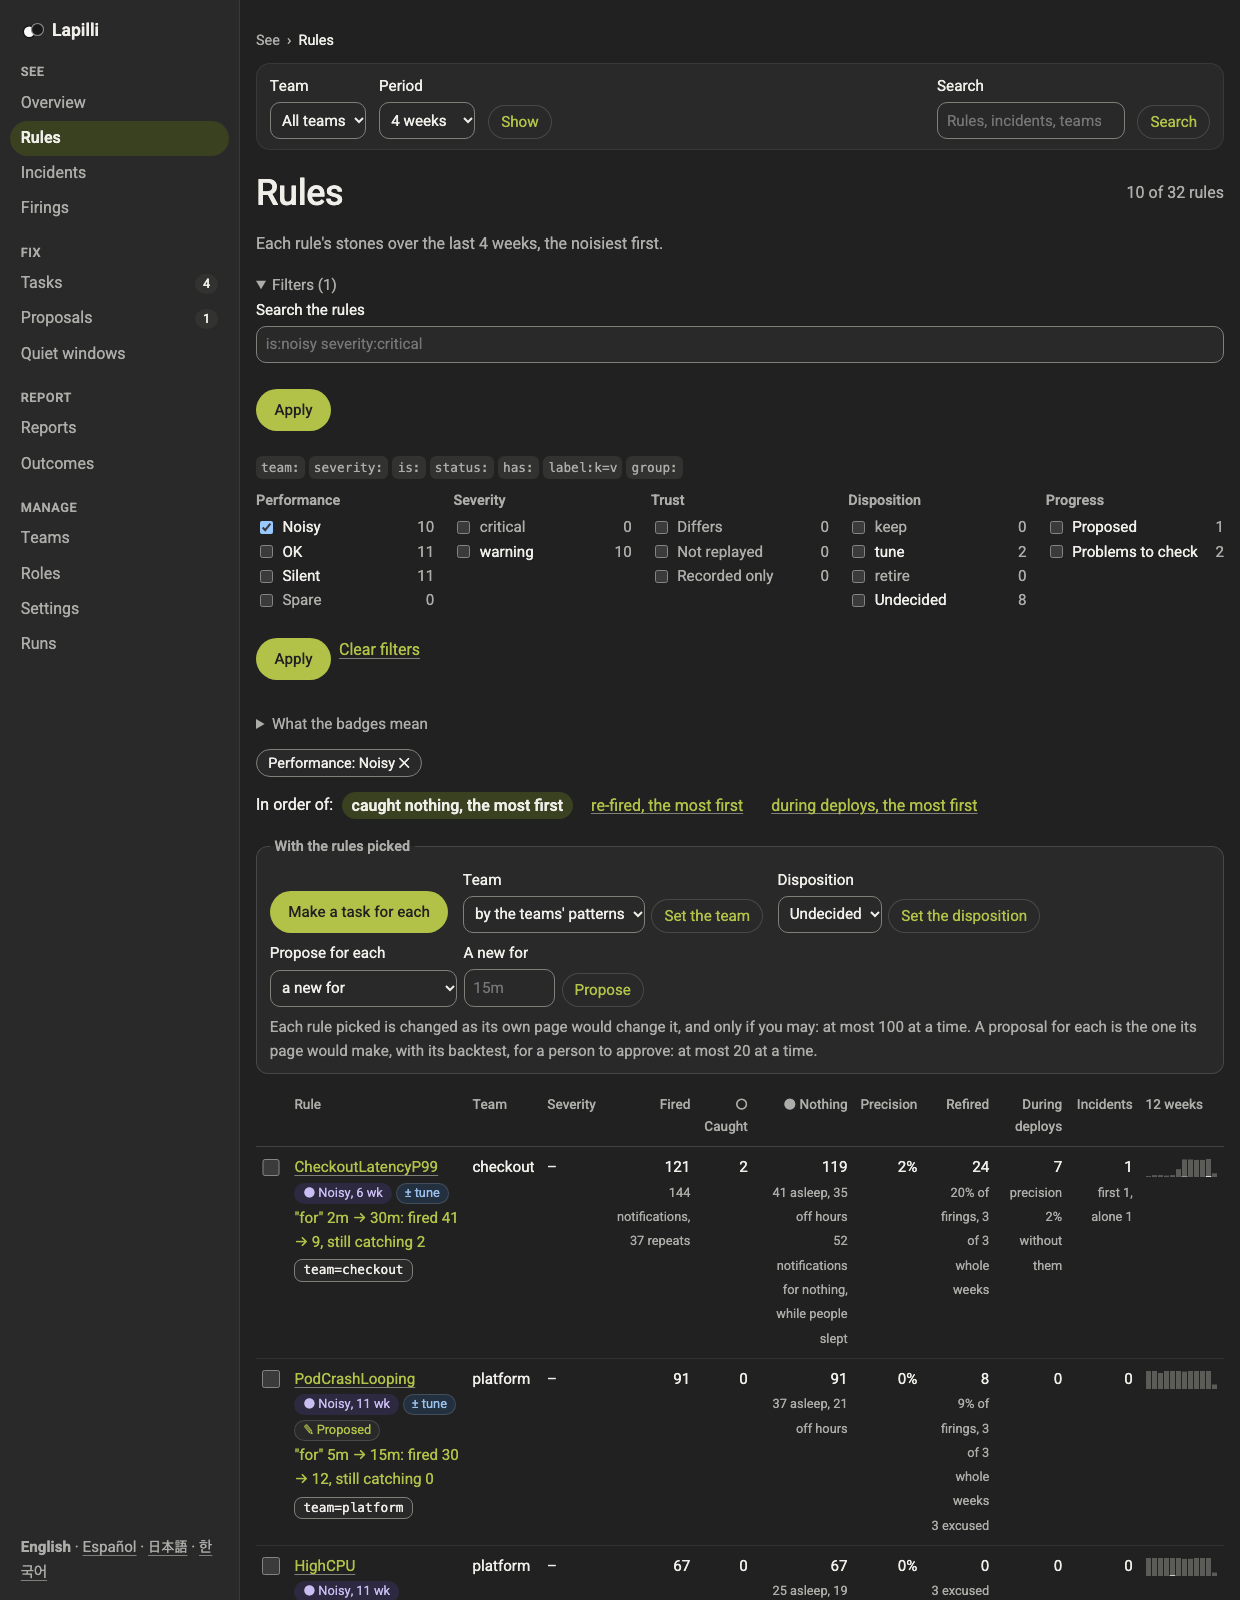 Lapilli
SEE
Overview
Rules
Incidents
Firings
FIX
Tasks 4
Proposals 1
Quiet windows
REPORT
Reports
Outcomes
MANAGE
Teams
Roles
Settings
Runs
English · Español · 日本語 · 한
국어
See › Rules
Team Period Search
All teams 4 weeks Show Rules, incidents, teams Search
Rules 10 of 32 rules
Each rule's stones over the last 4 weeks, the noisiest first.
▼ Filters (1)
Search the rules
is:noisy severity:critical
Apply
team: severity: is: status: has: label:k=v group:
Performance Severity Trust Disposition Progress
Noisy 10 critical 0 Differs 0 keep 0 Proposed 1
OK 11 warning 10 Not replayed 0 tune 2 Problems to check 2
Silent 11 Recorded only 0 retire 0
Spare 0 Undecided 8
Apply Clear filters
▶ What the badges mean
Performance: Noisy ✕
In order of: caught nothing, the most first re-fired, the most first during deploys, the most first
With the rules picked
Team Disposition
Make a task for each by the teams' patterns Set the team Undecided Set the disposition
Propose for each A new for
a new for 15m Propose
Each rule picked is changed as its own page would change it, and only if you may: at most 100 at a time. A proposal for each is the one its
page would make, with its backtest, for a person to approve: at most 20 at a time.
Rule Team Severity Fired ○ ● Nothing Precision Refired During Incidents 12 weeks
Caught deploys
CheckoutLatencyP99 checkout – 121 2 119 2% 24 7 1
● Noisy, 6 wk ± tune 144 41 asleep, 35 20% of precision first 1,
"for" 2m → 30m: fired 41 notifications, off hours firings, 3 2% alone 1
→ 9, still catching 2 37 repeats 52 of 3 without
team=checkout notifications whole them
for nothing, weeks
while people
slept
PodCrashLooping platform – 91 0 91 0% 8 0 0
● Noisy, 11 wk ± tune 37 asleep, 21 9% of
✎ Proposed off hours firings, 3
"for" 5m → 15m: fired 30 of 3
→ 12, still catching 0 whole
team=platform weeks
3 excused
HighCPU platform – 67 0 67 0% 0 0 0
● Noisy, 11 wk 25 asleep, 19 3 excused